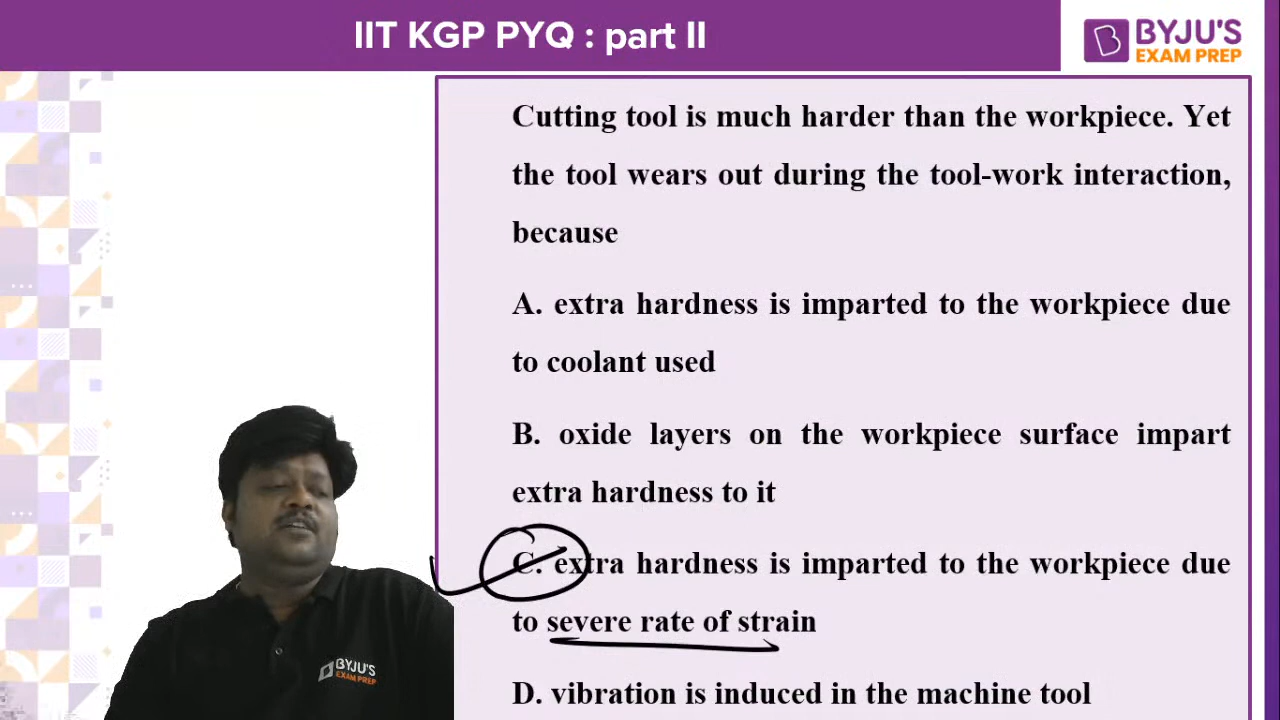 IIT KGP PYQ : part II
BYJU'S
EXAM PREP
Cutting tool is much harder than the workpiece. Yet
the tool wears out during the tool-work interaction,
because
A. extra hardness is imparted to the workpiece due
to coolant used
B. oxide layers on the workpiece surface impart
extra hardness to it
C. extra hardness is imparted to the workpiece due
to severe rate of strain
D. vibration is induced in the machine tool
BYJU'S
EXAM PREP